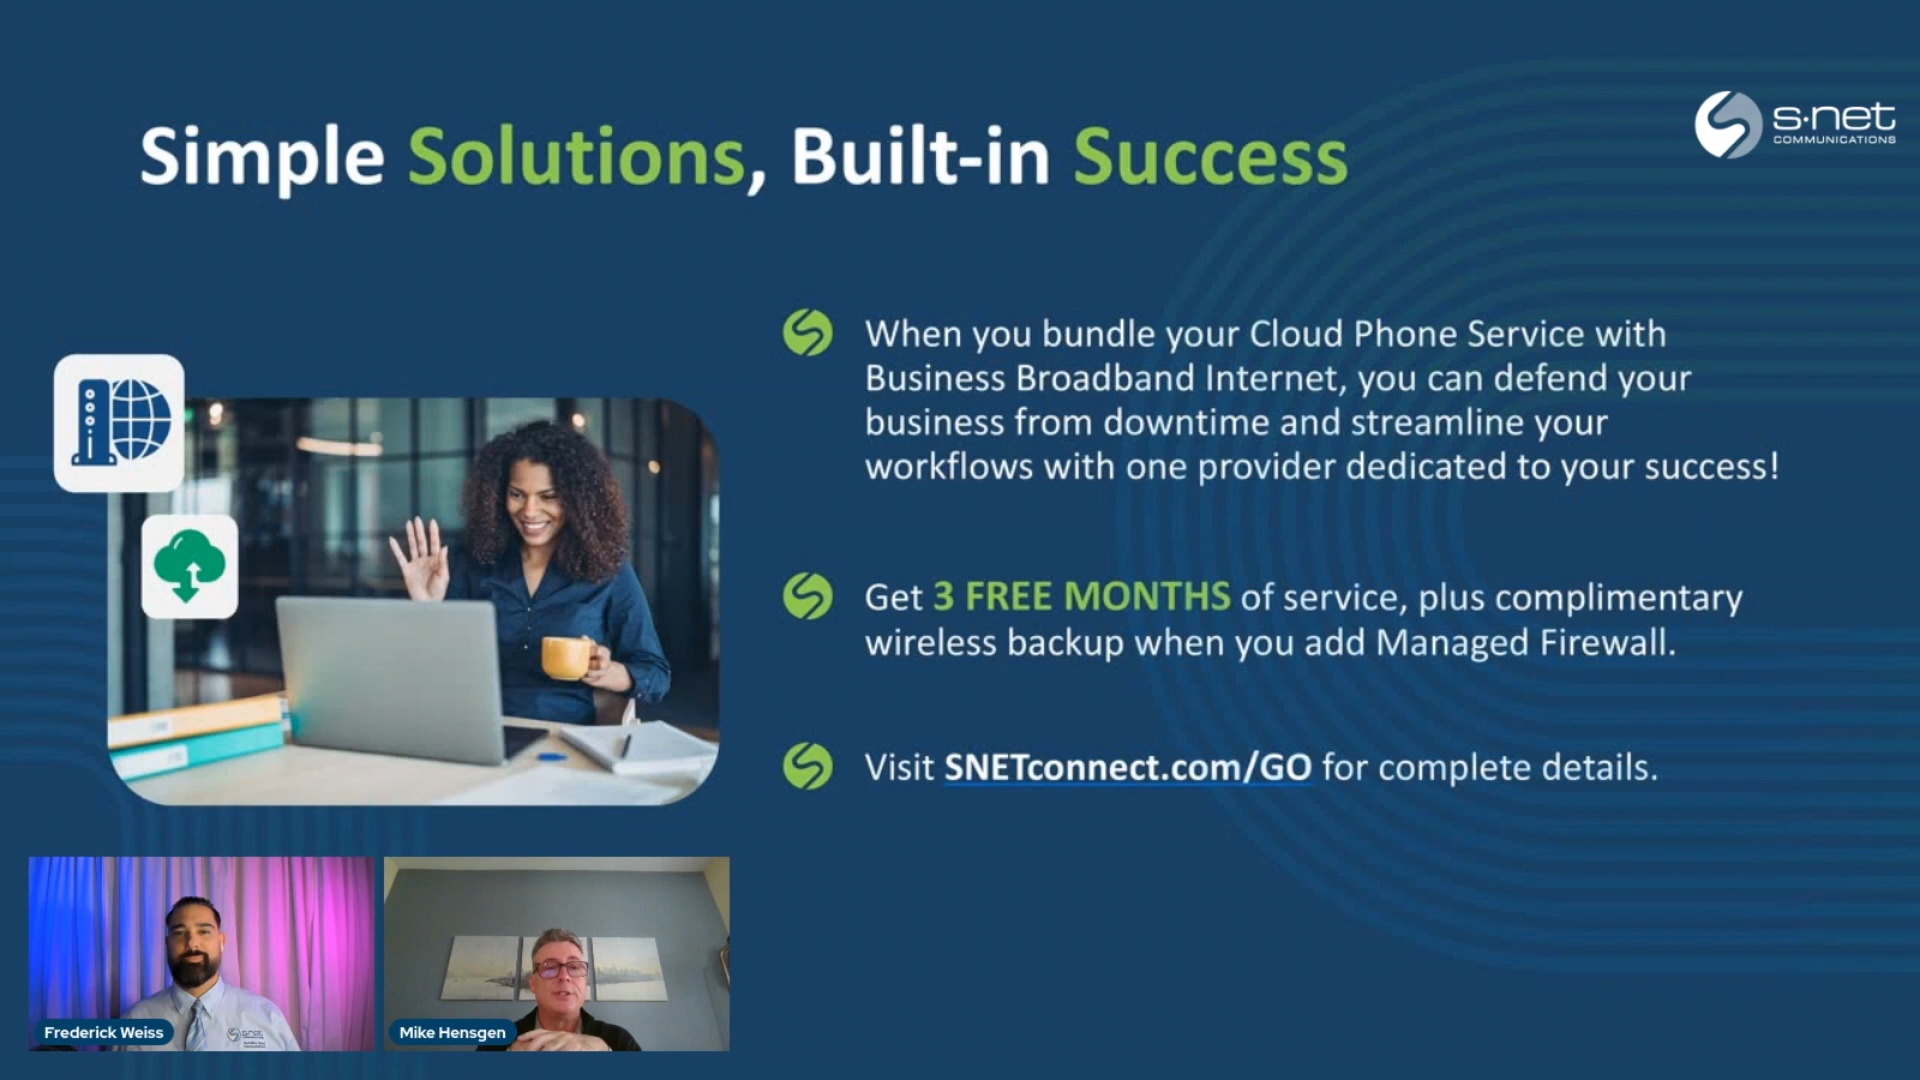 Simple Solutions, Built-in Success
s·net
COMMUNICATIONS
When you bundle your Cloud Phone Service with
Business Broadband Internet, you can defend your
business from downtime and streamline your
workflows with one provider dedicated to your success!
Get 3 FREE MONTHS of service, plus complimentary
wireless backup when you add Managed Firewall.
Visit SNETconnect.com/GO for complete details.
Frederick Weiss
Mike Hensgen